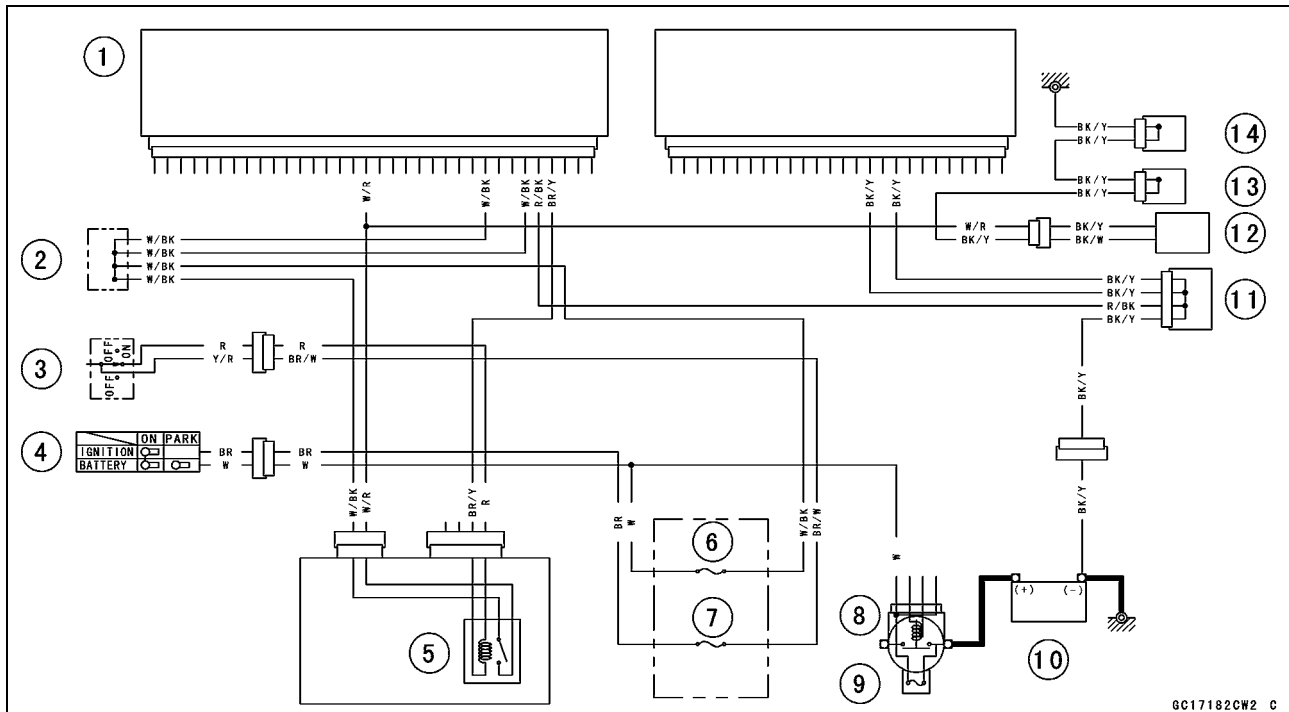 1
14
BK/Y
BK/Y
13
BK/Y
BK/Y
W/R
W/BK
W/BK
R/BK
BR/Y
BK/Y
BK/Y
2
W/BK
W/BK
W/BK
W/BK
W/R
BK/Y
BK/Y
BK/W
12
BK/Y
BK/Y
R/BK
BK/Y
11
3
OFF
ON
OFF
R
Y/R
R
BR/W
BK/Y
4
ON PARK
IGNITION
BATTERY
BR
W
BR
W
BK/Y
W/BK
W/R
BR/Y
R
BR
W
W/BK
BR/W
W
6
7
5
8
9
(+) (-)
10
GC17182CW2 C